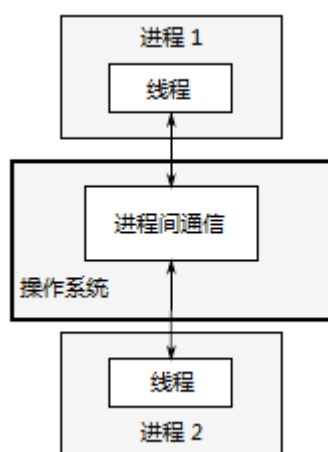 进程 1
线程
进程间通信
操作系统
线程
进程 2